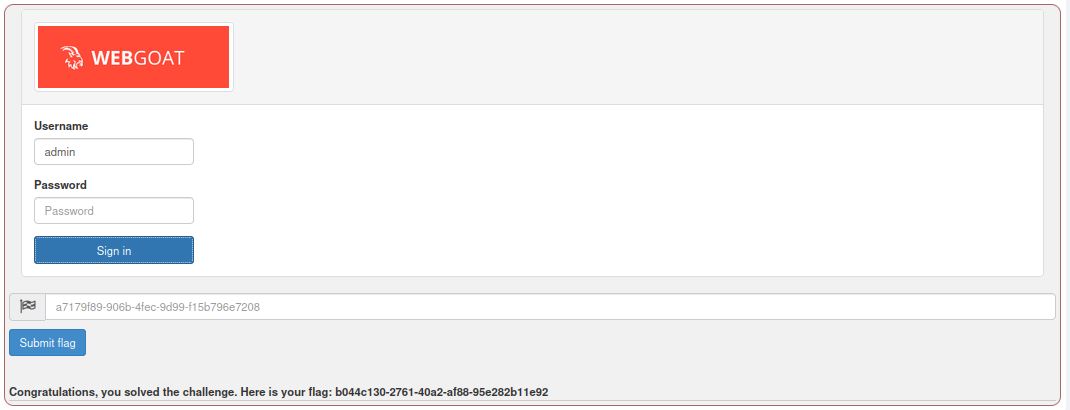 WEBGOAT
Username
admin
Password
Password
Sign in
a7179f89-906b-4fec-9d99-f15b796e7208
Submit flag
Congratulations, you solved the challenge. Here is your flag: b044c130-2761-40a2-af88-95e282b11e92